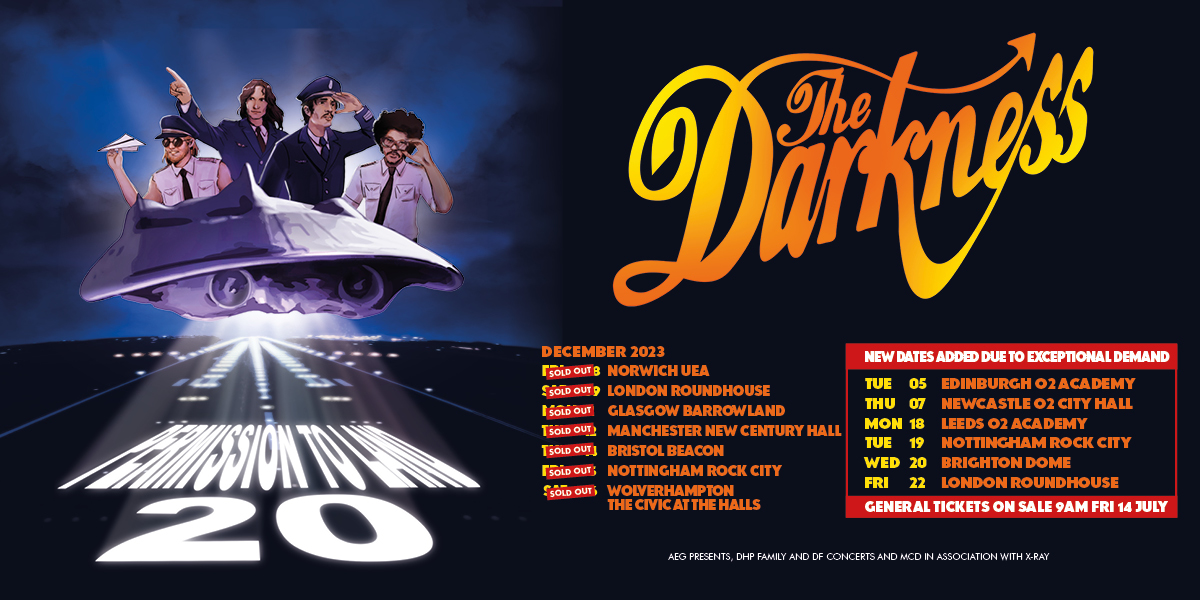 The
Darkness
PERMISSION TO LAND
20
DECEMBER 2023
SOLD OUT NORWICH UEA
SOLD OUT LONDON ROUNDHOUSE
SOLD OUT GLASGOW BARROWLAND
SOLD OUT MANCHESTER NEW CENTURY HALL
SOLD OUT BRISTOL BEACON
SOLD OUT NOTTINGHAM ROCK CITY
SOLD OUT WOLVERHAMPTON
THE CIVIC AT THE HALLS
NEW DATES ADDED DUE TO EXCEPTIONAL DEMAND
TUE 05 EDINBURGH O2 ACADEMY
THU 07 NEWCASTLE O2 CITY HALL
MON 18 LEEDS O2 ACADEMY
TUE 19 NOTTINGHAM ROCK CITY
WED 20 BRIGHTON DOME
FRI 22 LONDON ROUNDHOUSE
GENERAL TICKETS ON SALE 9AM FRI 14 JULY
AEG PRESENTS, DHP FAMILY AND DF CONCERTS AND MCD IN ASSOCIATION WITH X-RAY